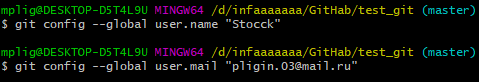 mplig@DESKTOP-D5T4L9U MINGW64 /d/infaaaaaaa/GitHab/test_git (master)
$ git config --global user.name "Stocck"
mplig@DESKTOP-D5T4L9U MINGW64 /d/infaaaaaaa/GitHab/test_git (master)
$ git config --global user.mail "pligin.03@mail.ru"